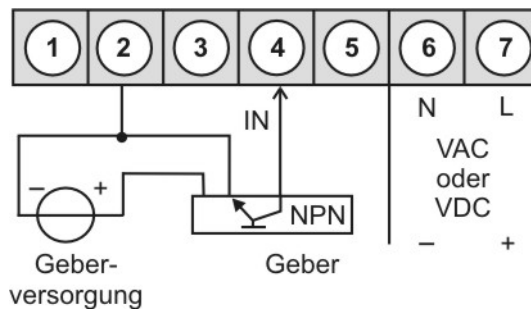 1 2 3 4 5 6 7
IN
N L
VAC
oder
VDC
– +
– +
NPN
Geber-
versorgung
Geber